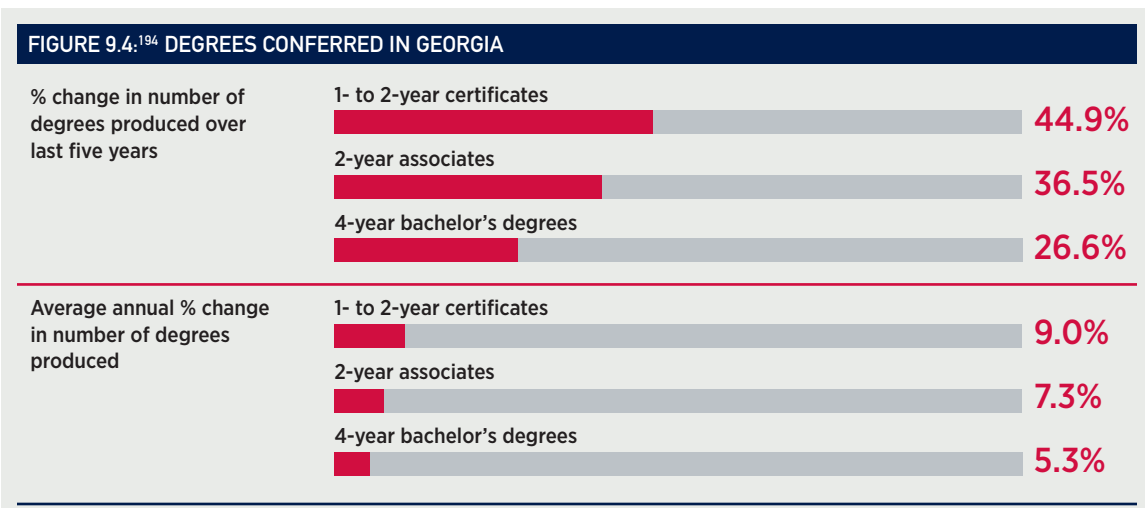 FIGURE 9.4:194 DEGREES CONFERRED IN GEORGIA
% change in number of
degrees produced over
last five years
1- to 2-year certificates
44.9%
2-year associates
36.5%
4-year bachelor’s degrees
26.6%
Average annual % change
in number of degrees
produced
1- to 2-year certificates
9.0%
2-year associates
7.3%
4-year bachelor’s degrees
5.3%